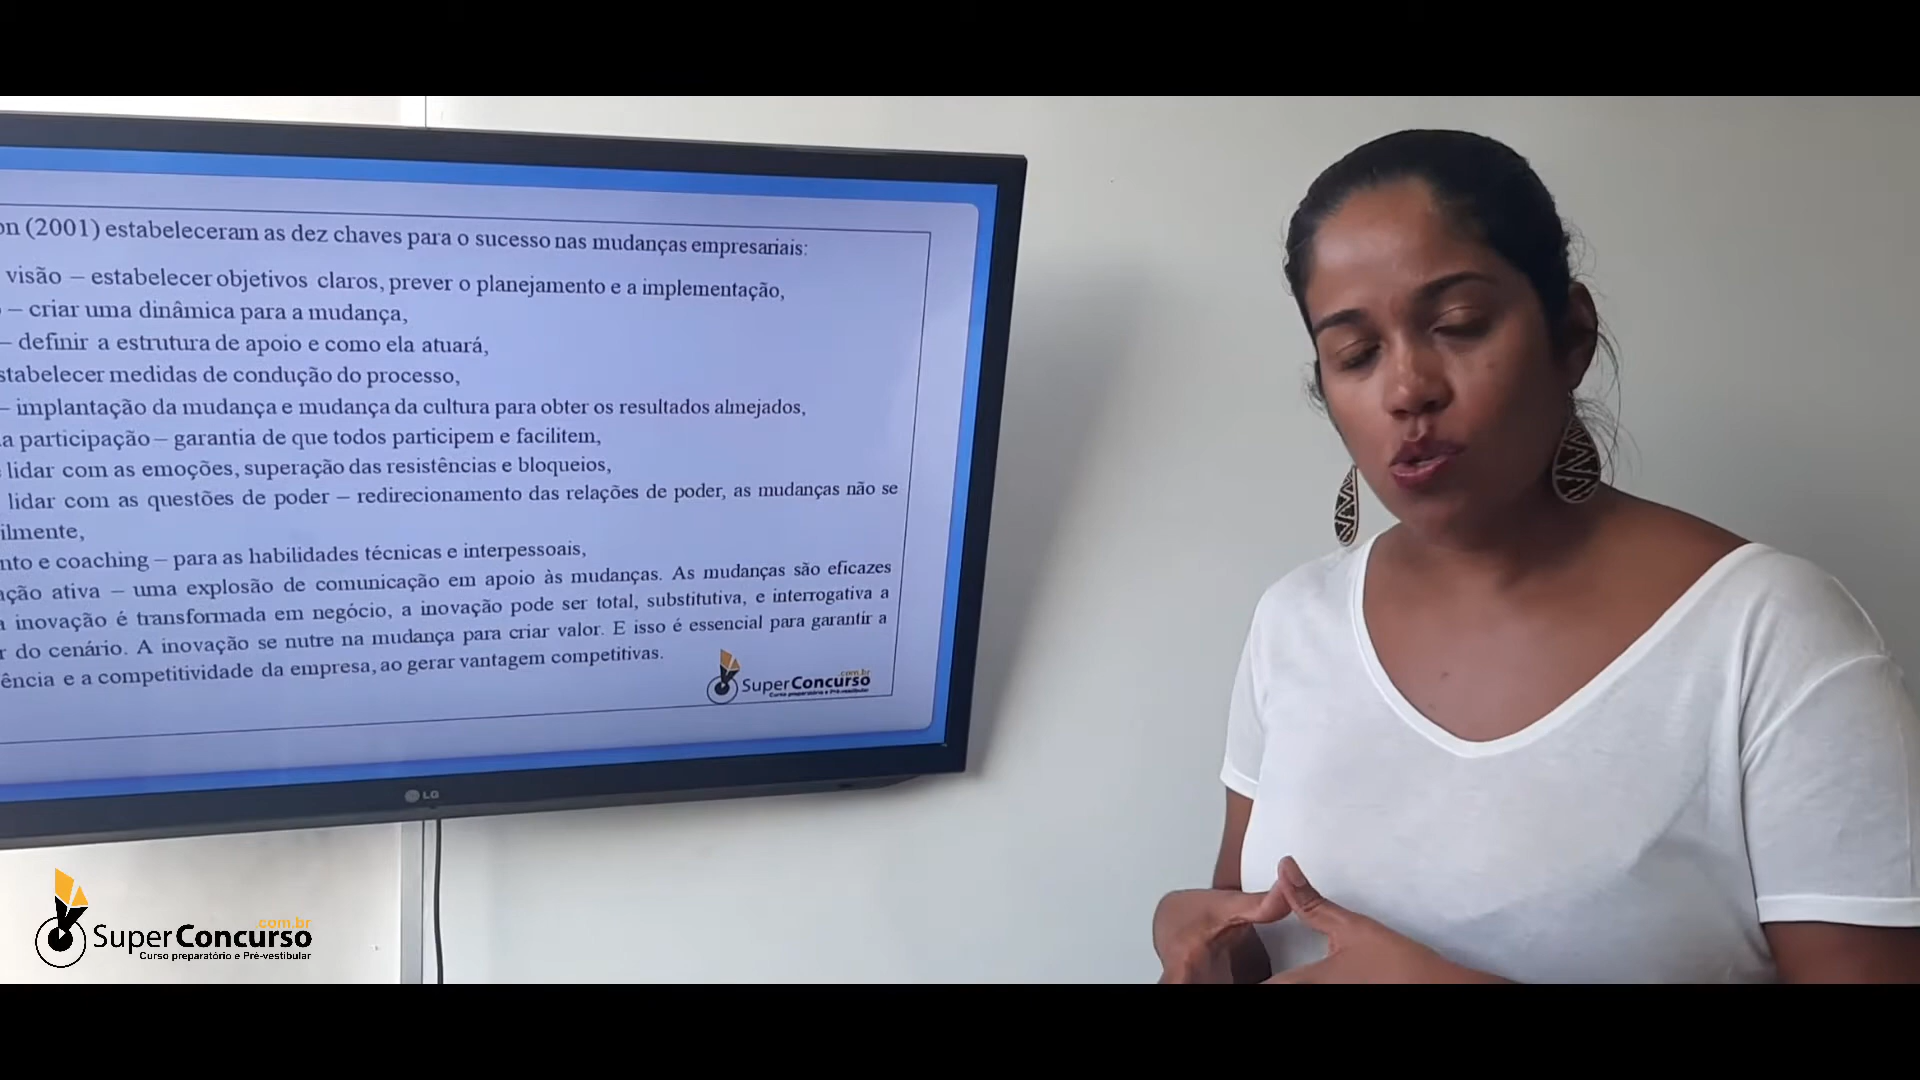 on (2001) estabeleceram as dez chaves para o sucesso nas mudanças empresariais:
visão – estabelecer objetivos claros, prever o planejamento e a implementação,
– criar uma dinâmica para a mudança,
– definir a estrutura de apoio e como ela atuará,
stabelecer medidas de condução do processo,
– implantação da mudança e mudança da cultura para obter os resultados almejados,
a participação – garantia de que todos participem e facilitem,
lidar com as emoções, superação das resistências e bloqueios,
lidar com as questões de poder – redirecionamento das relações de poder, as mudanças não se
ilmente,
nto e coaching – para as habilidades técnicas e interpessoais,
ação ativa – uma explosão de comunicação em apoio às mudanças. As mudanças são eficazes
a inovação é transformada em negócio, a inovação pode ser total, substitutiva, e interrogativa a
r do cenário. A inovação se nutre na mudança para criar valor. E isso é essencial para garantir a
ência e a competitividade da empresa, ao gerar vantagem competitivas.
.com.br
SuperConcurso
Curso preparatório e Pré-vestibular
LG
.com.br
SuperConcurso
Curso preparatório e Pré-vestibular